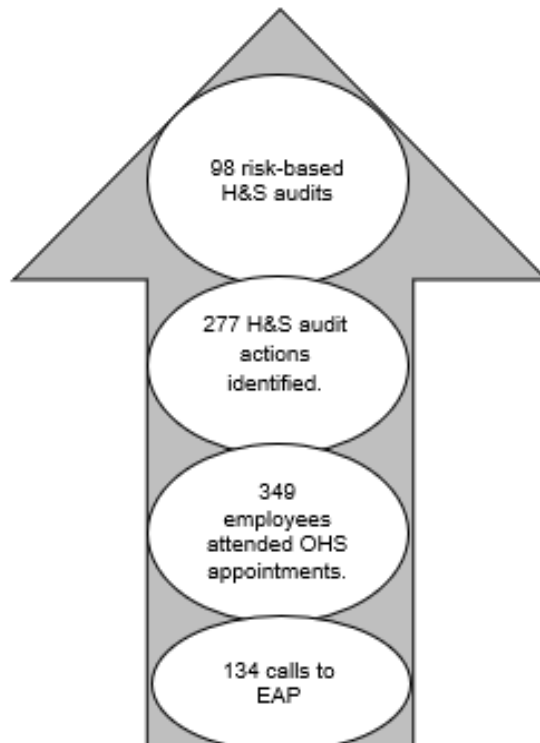 98 risk-based
H&S audits
277 H&S audit
actions
identified.
349
employees
attended OHS
appointments.
134 calls to
EAP